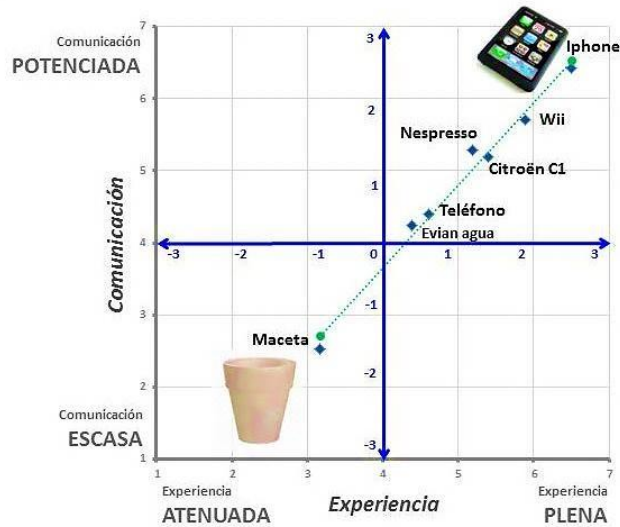 7
Comunicación
POTENCIADA
3
Iphone
6
2
Wii
Nespresso
5
Citroën C1
1
Teléfono
Evian agua
4
-3
-2
-1
0
1
2
3
Comunicación
-1
3
Maceta
-2
2
Comunicación
ESCASA
-3
1
1
2
3
4
5
6
7
Experiencia
ATENUADA
Experiencia
Experiencia
PLENA